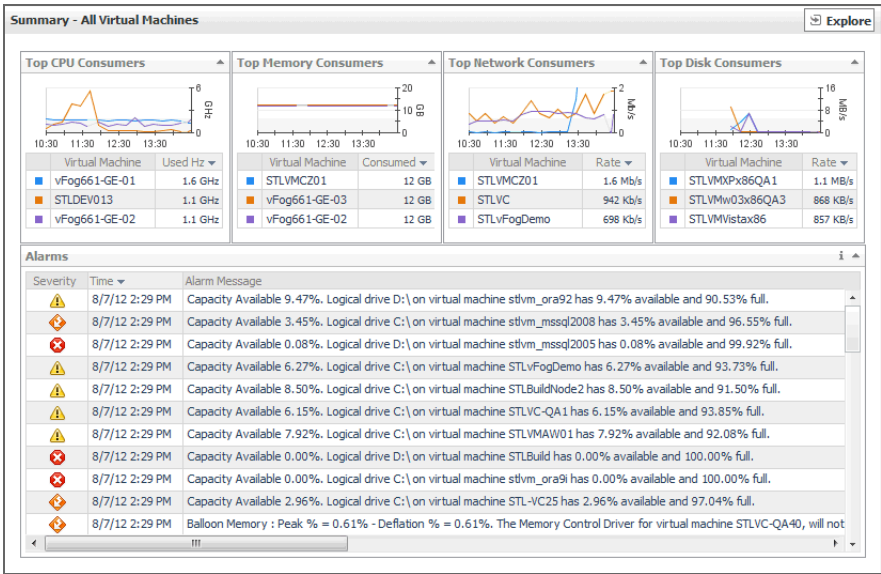 Summary - All Virtual Machines
Explore
Top CPU Consumers
Top Memory Consumers
Top Network Consumers
Top Disk Consumers
6
3
0
GHz
10:30 11:30 12:30 13:30
20
10
0
GB
10:30 11:30 12:30 13:30
2
1
0
Mb/s
10:30 11:30 12:30 13:30
16
8
0
MB/s
10:30 11:30 12:30 13:30
Virtual Machine Used Hz
vFog661-GE-01 1.6 GHz
STLDEV013 1.1 GHz
vFog661-GE-02 1.1 GHz
Virtual Machine Consumed
STLVMCZ01 12 GB
vFog661-GE-03 12 GB
vFog661-GE-02 12 GB
Virtual Machine Rate
STLVMCZ01 1.6 Mb/s
STLVC 942 Kb/s
STLvFogDemo 698 Kb/s
Virtual Machine Rate
STLVMXPx86QA1 1.1 MB/s
STLVMw03x86QA3 868 KB/s
STLVMVistax86 857 KB/s
Alarms
Severity Time Alarm Message
8/7/12 2:29 PM Capacity Available 9.47%. Logical drive D:\ on virtual machine stlvm_ora92 has 9.47% available and 90.53% full.
8/7/12 2:29 PM Capacity Available 3.45%. Logical drive C:\ on virtual machine stlvm_mssql2008 has 3.45% available and 96.55% full.
8/7/12 2:29 PM Capacity Available 0.08%. Logical drive D:\ on virtual machine stlvm_mssql2005 has 0.08% available and 99.92% full.
8/7/12 2:29 PM Capacity Available 6.27%. Logical drive C:\ on virtual machine STLvFogDemo has 6.27% available and 93.73% full.
8/7/12 2:29 PM Capacity Available 8.50%. Logical drive C:\ on virtual machine STLBuildNode2 has 8.50% available and 91.50% full.
8/7/12 2:29 PM Capacity Available 6.15%. Logical drive C:\ on virtual machine STLVC-QA1 has 6.15% available and 93.85% full.
8/7/12 2:29 PM Capacity Available 7.92%. Logical drive C:\ on virtual machine STLVMAW01 has 7.92% available and 92.08% full.
8/7/12 2:29 PM Capacity Available 0.00%. Logical drive D:\ on virtual machine STLBuild has 0.00% available and 100.00% full.
8/7/12 2:29 PM Capacity Available 0.00%. Logical drive C:\ on virtual machine stlvm_ora9i has 0.00% available and 100.00% full.
8/7/12 2:29 PM Capacity Available 2.96%. Logical drive C:\ on virtual machine STL-VC25 has 2.96% available and 97.04% full.
8/7/12 2:29 PM Balloon Memory : Peak % = 0.61% - Deflation % = 0.61%. The Memory Control Driver for virtual machine STLVC-QA40, will not